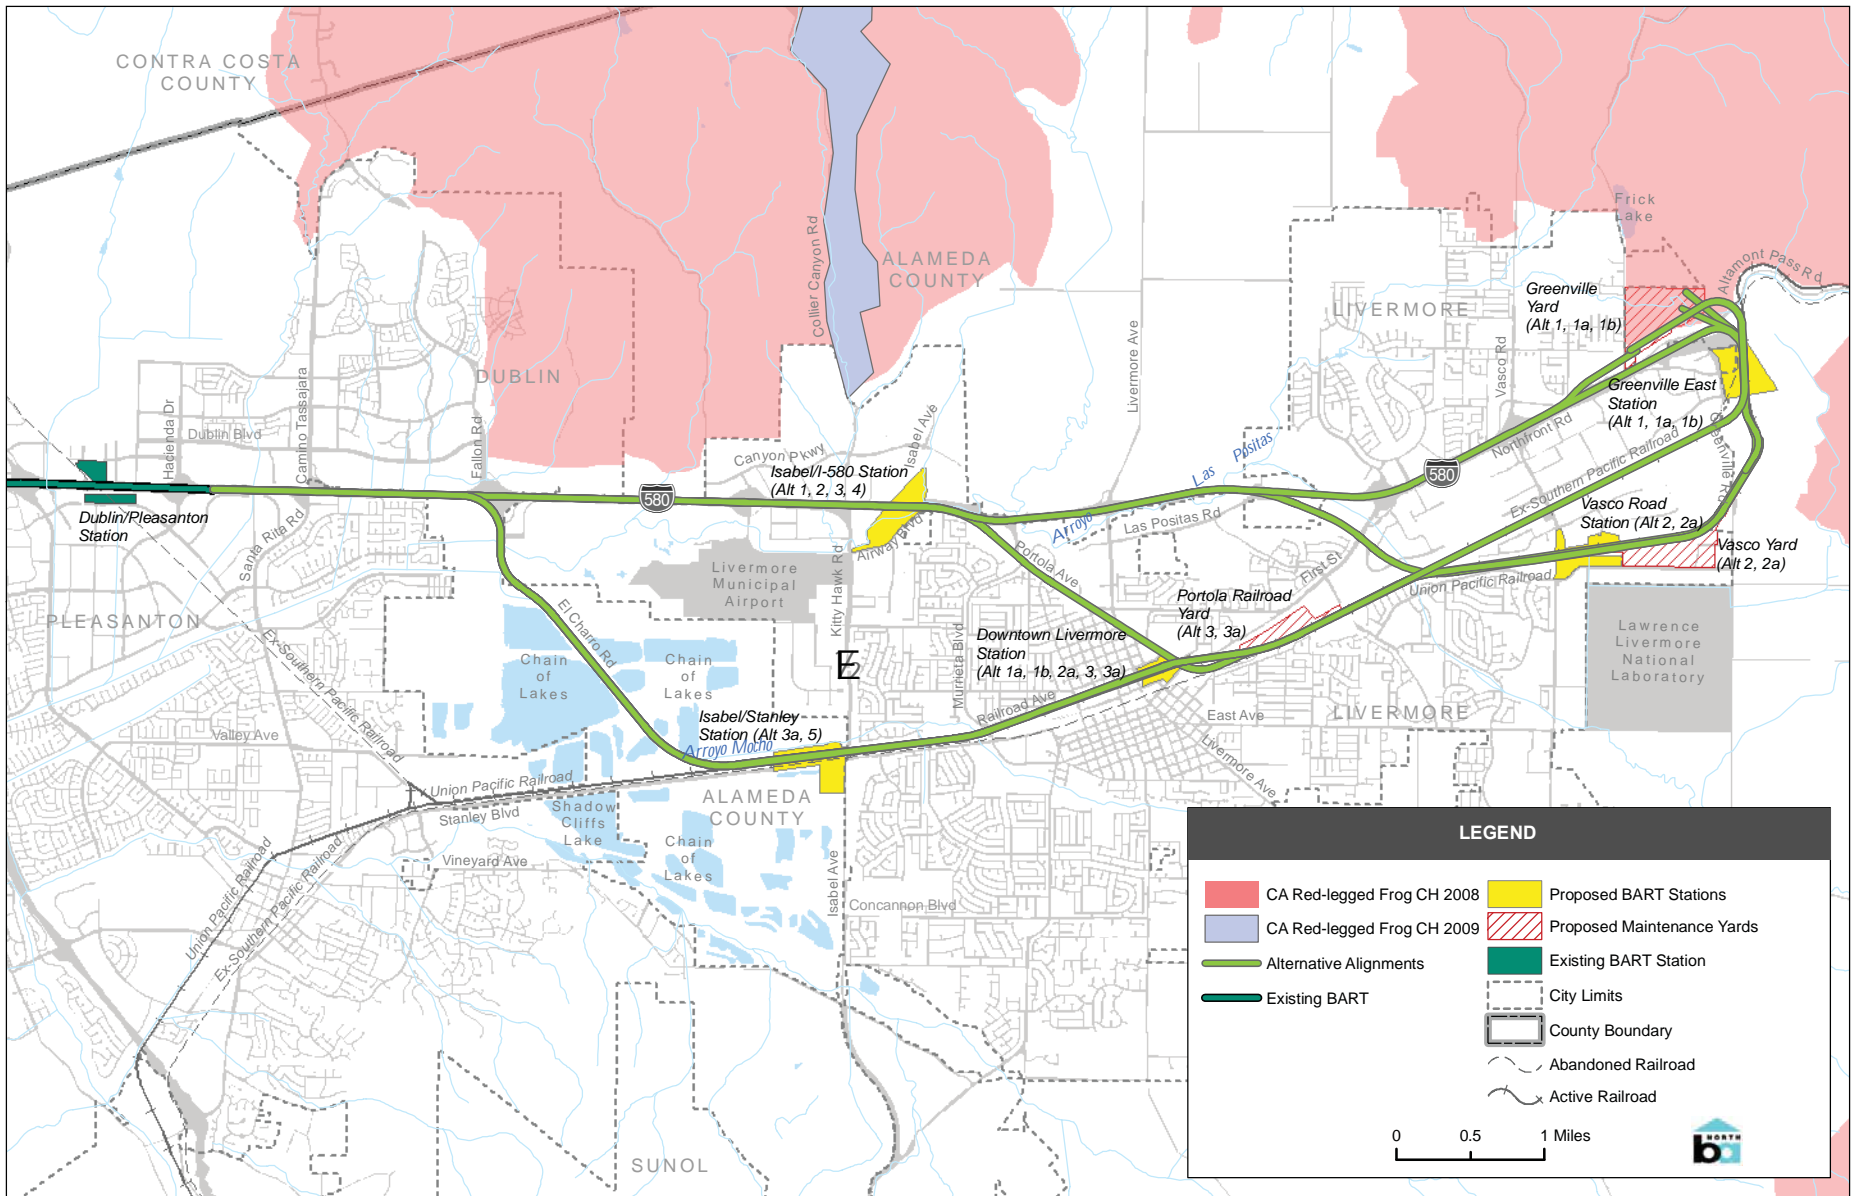 CONTRA COSTA
COUNTY
Collier Canyon Rd
ALAMEDA
COUNTY
Frick
Lake
Altamont Pass Rd
Greenville
Yard
(Alt 1, 1a, 1b)
LIVERMORE
Livermore Ave
Vasco Rd
DUBLIN
Greenville East
Station
(Alt 1, 1a, 1b)
Hacienda Dr
Dublin Blvd
Camino Tassajara
Fallon Rd
Canyon Pkwy
Isabel Ave
Isabel/I-580 Station
(Alt 1, 2, 3, 4)
580
580
Arroyo Las Positas
Las Positas Rd
Northfront Rd
Ex-Southern Pacific Railroad
Greenville Rd
Vasco Road
Station (Alt 2, 2a)
Vasco Yard
(Alt 2, 2a)
Dublin/Pleasanton
Station
Santa Rita Rd
Airway Blvd
Livermore
Municipal
Airport
Kitty Hawk Rd
Portola Ave
First St
Union Pacific Railroad
Portola Railroad
Yard
(Alt 3, 3a)
PLEASANTON
El Charro Rd
Ex-Southern Pacific Railroad
Chain
of
Lakes
Chain
of
Lakes
Murrieta Blvd
Downtown Livermore
Station
(Alt 1a, 1b, 2a, 3, 3a)
Lawrence
Livermore
National
Laboratory
Railroad Ave
East Ave
LIVERMORE
Livermore Ave
Valley Ave
Isabel/Stanley
Station (Alt 3a, 5)
Arroyo Mocho
Union Pacific Railroad
Stanley Blvd
Shadow
Cliffs
Lake
ALAMEDA
COUNTY
Chain
of
Lakes
Vineyard Ave
Union Pacific Railroad
Ex-Southern Pacific Railroad
Isabel Ave
Concannon Blvd
SUNOL
LEGEND
CA Red-legged Frog CH 2008
CA Red-legged Frog CH 2009
Alternative Alignments
Existing BART
Proposed BART Stations
Proposed Maintenance Yards
Existing BART Station
City Limits
County Boundary
Abandoned Railroad
Active Railroad
0 0.5 1 Miles
NORTH
ba